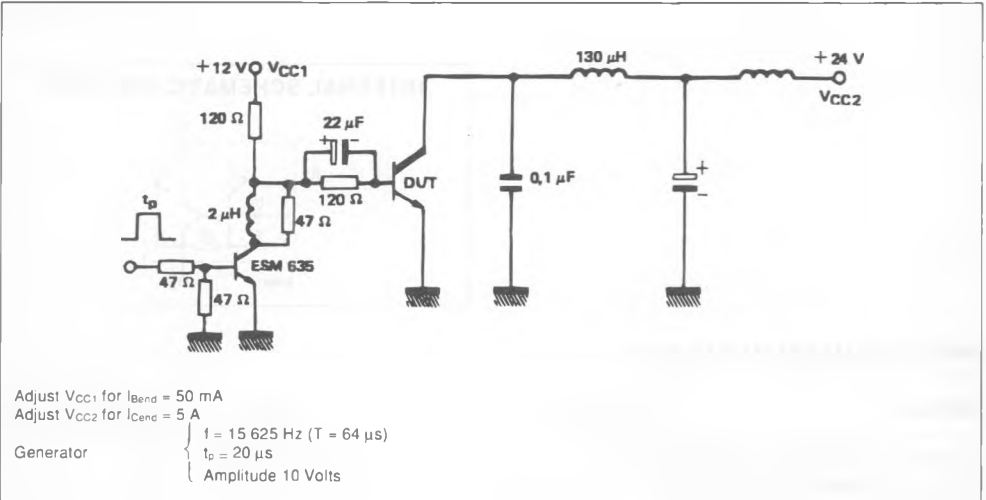 + 12 V VCC1
120 Ω
22 µF
+ -
120 Ω
DUT
130 µH
+ 24 V
VCC2
0,1 µF
+
-
tp
2 µH
47 Ω
ESM 635
47 Ω
47 Ω
Adjust VCC1 for IBend = 50 mA
Adjust VCC2 for ICend = 5 A
Generator
f = 15 625 Hz (T = 64 µs)
tp = 20 µs
Amplitude 10 Volts